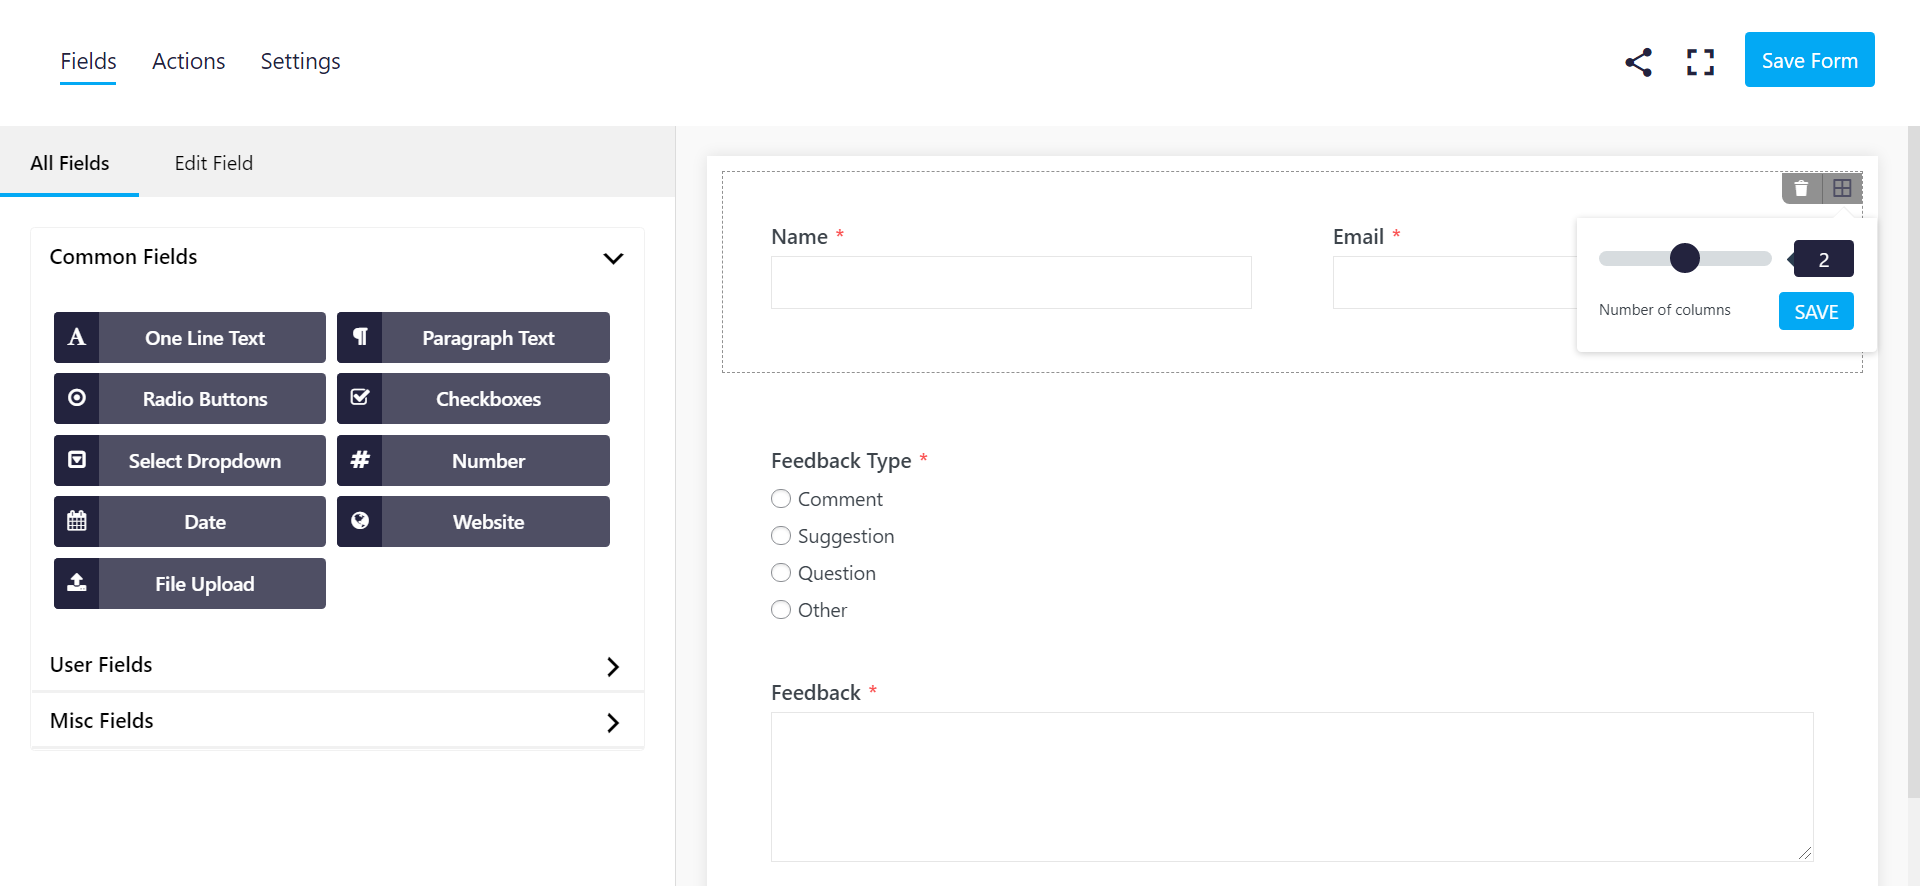 Fields Actions Settings
Save Form
All Fields Edit Field
Common Fields
One Line Text Paragraph Text
Radio Buttons Checkboxes
Select Dropdown Number
Date Website
File Upload
User Fields
Misc Fields
Name * Email *
2
Number of columns SAVE
Feedback Type *
Comment
Suggestion
Question
Other
Feedback *